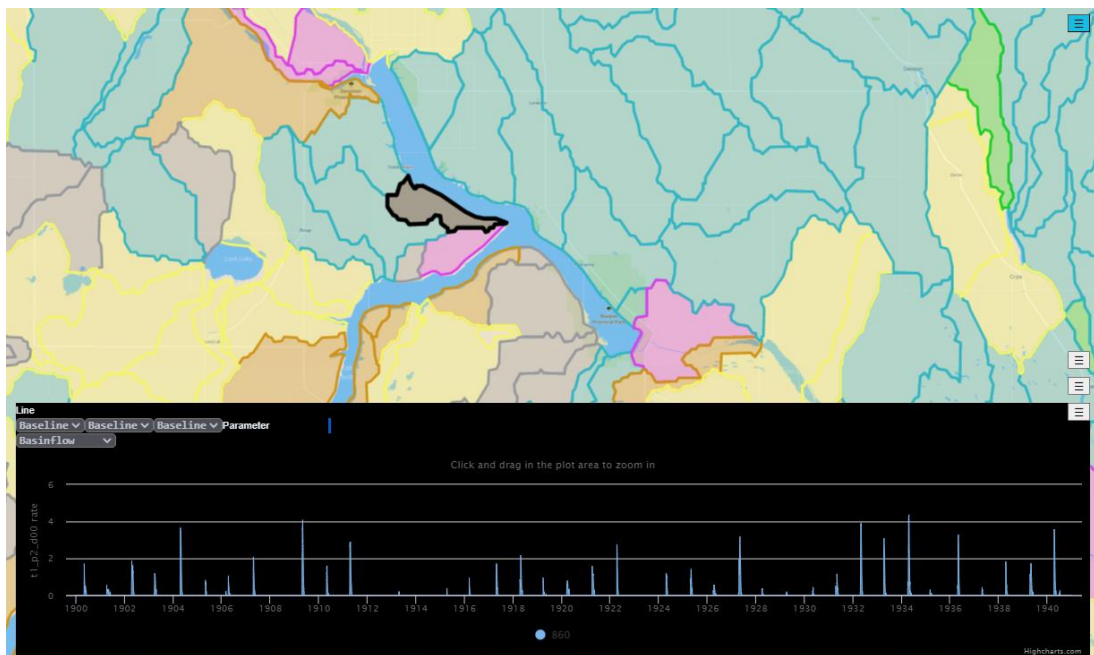 ☰
☰
☰
Line ☰
Baseline Baseline Baseline Parameter
Basinflow
Click and drag in the plot area to zoom in
t1_p2_d00 rate
6
4
2
0
1900 1902 1904 1906 1908 1910 1912 1914 1916 1918 1920 1922 1924 1926 1928 1930 1932 1934 1936 1938 1940
860
Highcharts.com